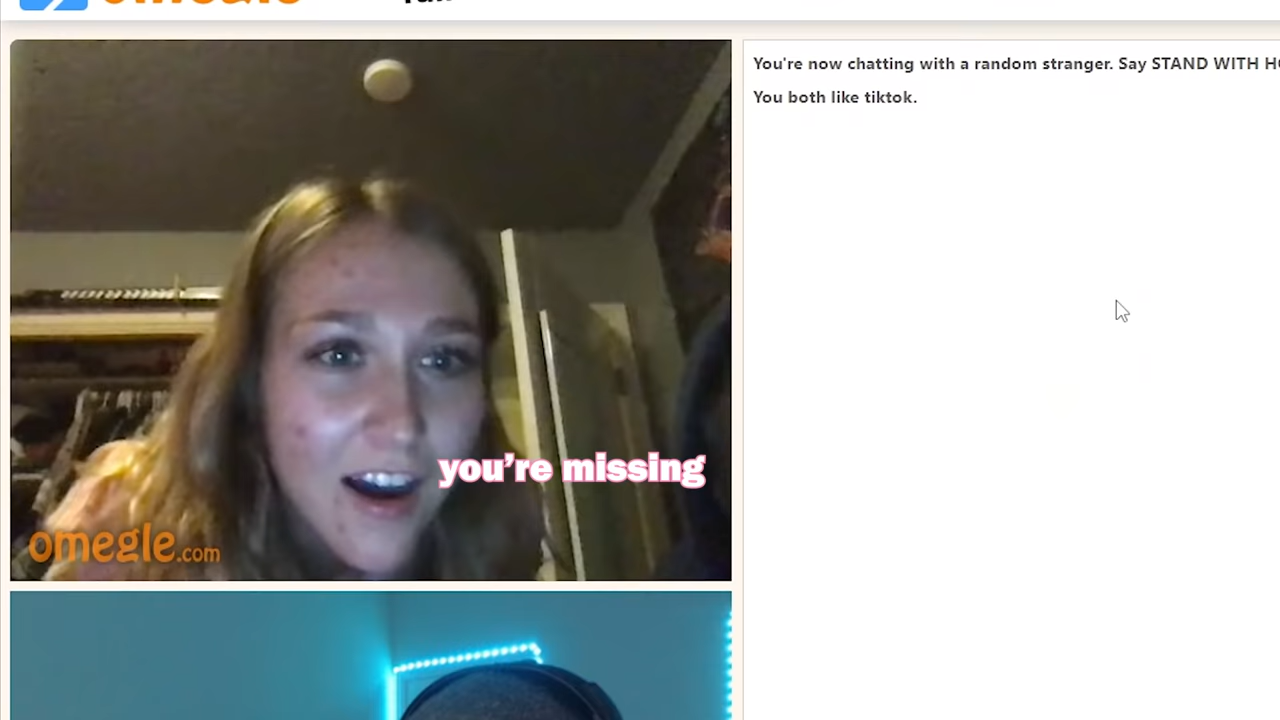 omegle
You're now chatting with a random stranger. Say STAND WITH
You both like tiktok.
you're missing
omegle.com